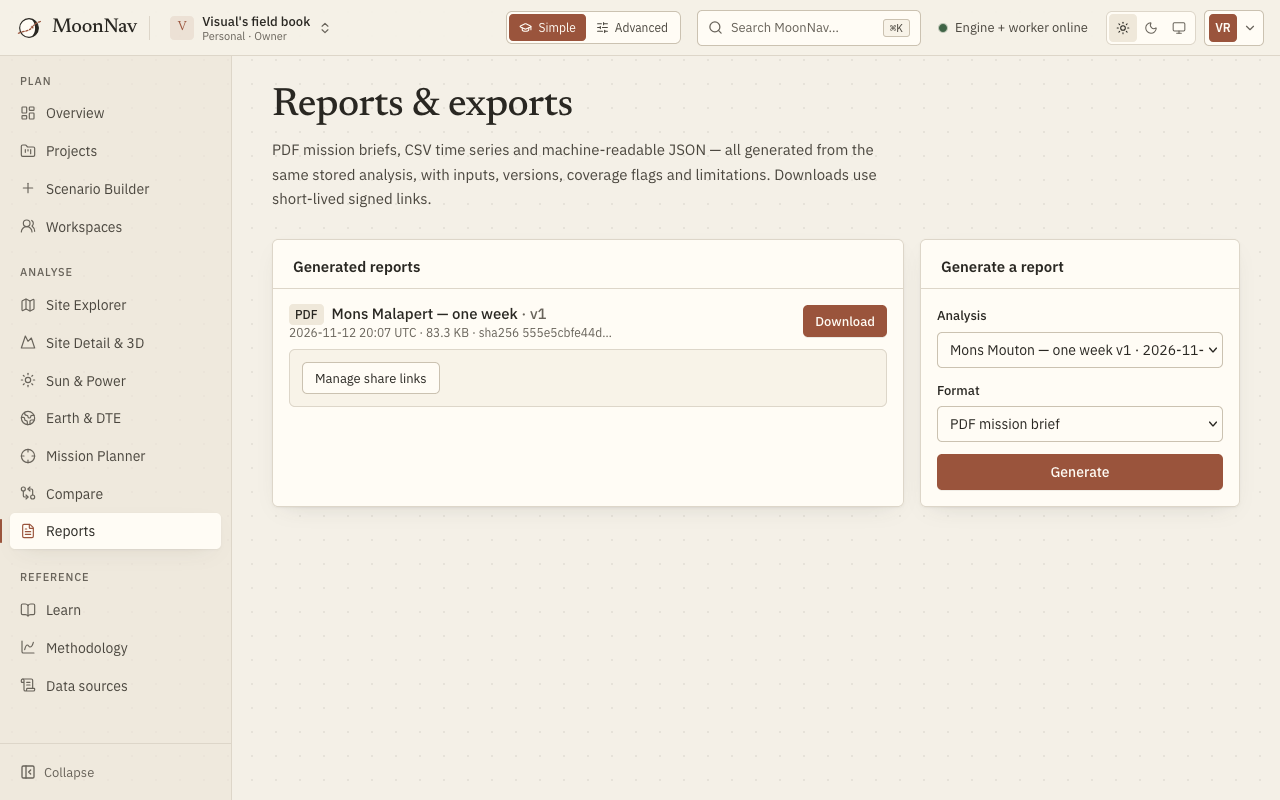 MoonNav
V
Visual's field book
Personal · Owner
Simple
Advanced
Search MoonNav...
⌘K
Engine + worker online
VR
PLAN
Overview
Projects
Scenario Builder
Workspaces
ANALYSE
Site Explorer
Site Detail & 3D
Sun & Power
Earth & DTE
Mission Planner
Compare
Reports
REFERENCE
Learn
Methodology
Data sources
Collapse
Reports & exports
PDF mission briefs, CSV time series and machine-readable JSON — all generated from the
same stored analysis, with inputs, versions, coverage flags and limitations. Downloads use
short-lived signed links.
Generated reports
PDF Mons Malapert — one week · v1
2026-11-12 20:07 UTC · 83.3 KB · sha256 555e5cbfe44d…
Download
Manage share links
Generate a report
Analysis
Mons Mouton — one week v1 · 2026-11-
Format
PDF mission brief
Generate